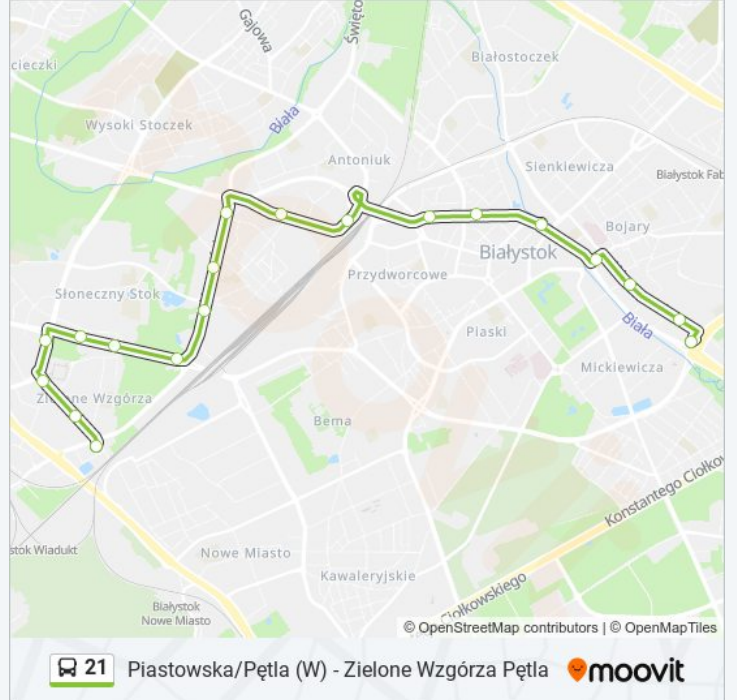 Gajowa
Święto
cieczki
Białostoczek
Wysoki Stoczek
Biała
Antoniuk
Sienkiewicza
Białystok Fab
Bojary
Białystok
Przydworcowe
Słoneczny Stok
Biała
Piaski
Mickiewicza
Zielone Wzgórza
Bema
Konstantego Ciołkow
stok Wiadukt
Nowe Miasto
Kawaleryjskie
Ciołkowskiego
Białystok
Nowe Miasto
© OpenStreetMap contributors | © OpenMapTiles
21 Piastowska/Pętla (W) - Zielone Wzgórza Pętla moovit